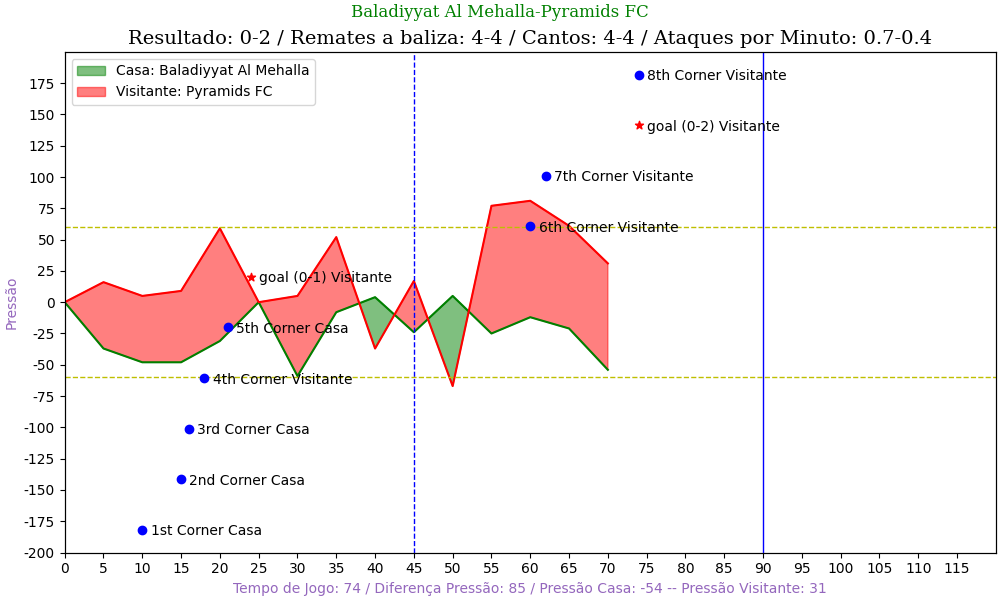 Baladiyyat Al Mehalla-Pyramids FC
Resultado: 0-2 / Remates a baliza: 4-4 / Cantos: 4-4 / Ataques por Minuto: 0.7-0.4
Casa: Baladiyyat Al Mehalla
Visitante: Pyramids FC
8th Corner Visitante
goal (0-2) Visitante
7th Corner Visitante
6th Corner Visitante
goal (0-1) Visitante
5th Corner Casa
4th Corner Visitante
3rd Corner Casa
2nd Corner Casa
1st Corner Casa
Pressão
175
150
125
100
75
50
25
0
-25
-50
-75
-100
-125
-150
-175
-200
0 5 10 15 20 25 30 35 40 45 50 55 60 65 70 75 80 85 90 95 100 105 110 115
Tempo de Jogo: 74 / Diferença Pressão: 85 / Pressão Casa: -54 -- Pressão Visitante: 31